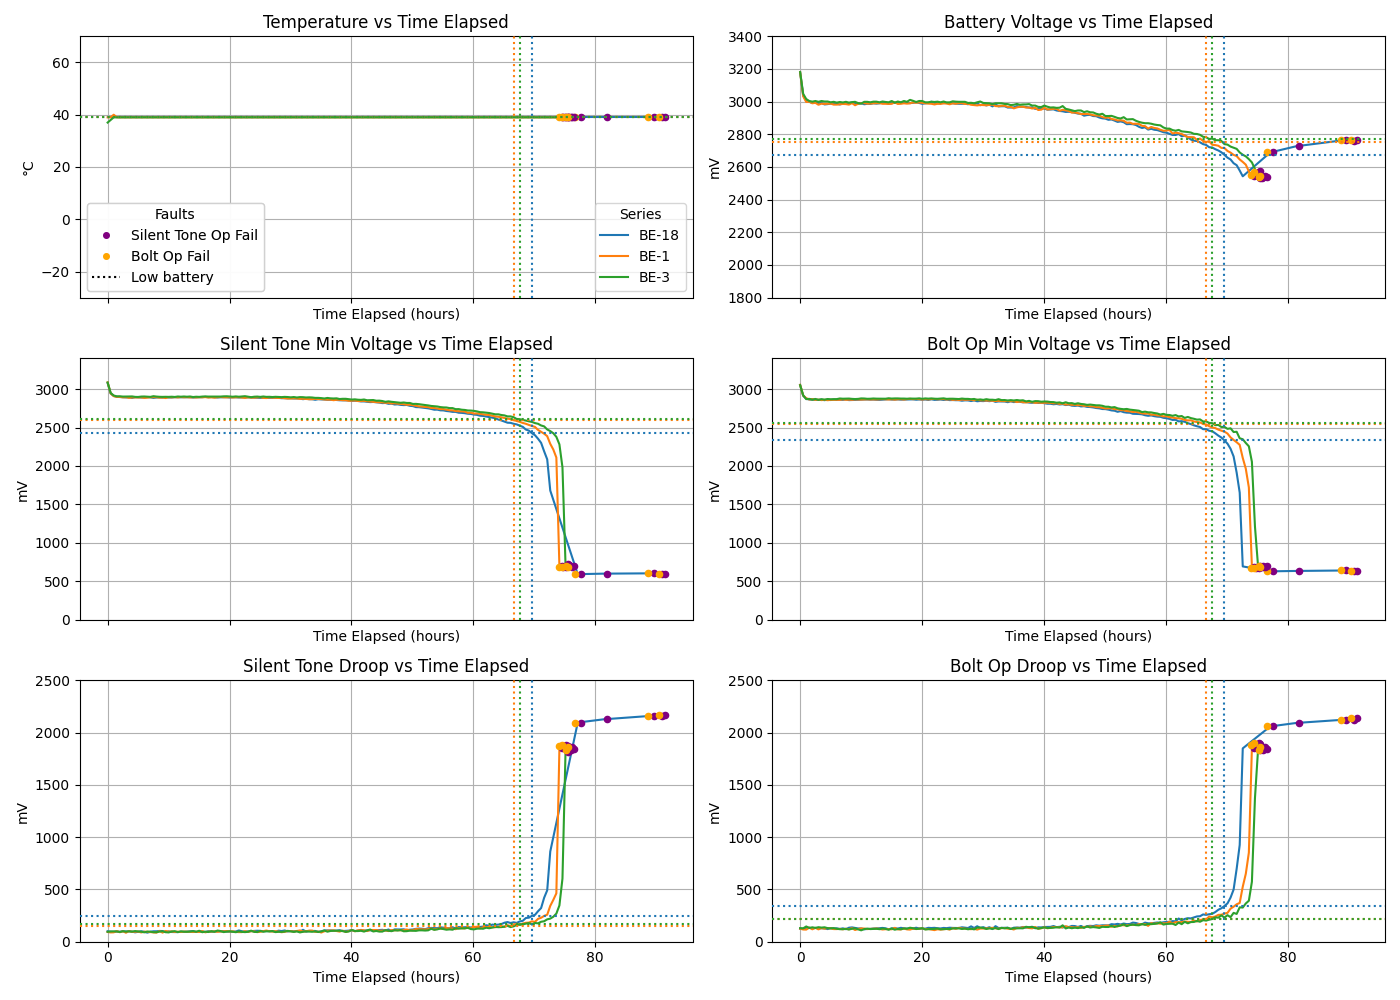 Temperature vs Time Elapsed
60
40
20
0
−20
°C
Faults
Silent Tone Op Fail
Bolt Op Fail
Low battery
Series
BE-18
BE-1
BE-3
Time Elapsed (hours)
Battery Voltage vs Time Elapsed
3400
3200
3000
2800
2600
2400
2200
2000
1800
mV
Time Elapsed (hours)
Silent Tone Min Voltage vs Time Elapsed
3000
2500
2000
1500
1000
500
0
mV
Time Elapsed (hours)
Bolt Op Min Voltage vs Time Elapsed
3000
2500
2000
1500
1000
500
0
mV
Time Elapsed (hours)
Silent Tone Droop vs Time Elapsed
2500
2000
1500
1000
500
0
mV
0 20 40 60 80
Time Elapsed (hours)
Bolt Op Droop vs Time Elapsed
2500
2000
1500
1000
500
0
mV
0 20 40 60 80
Time Elapsed (hours)